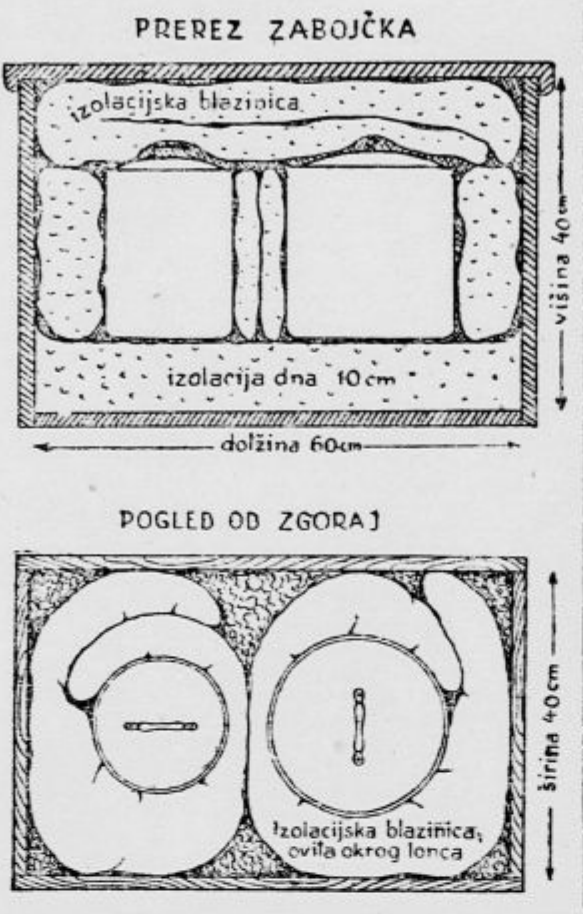 PREREZ ZABOJČKA
izolacijska blazinica
višina 40cm
izolacija dna 10cm
dolžina 60cm
POGLED OD ZGORAJ
širina 40cm
Izolacijska blazinica,
ovita okrog lonca